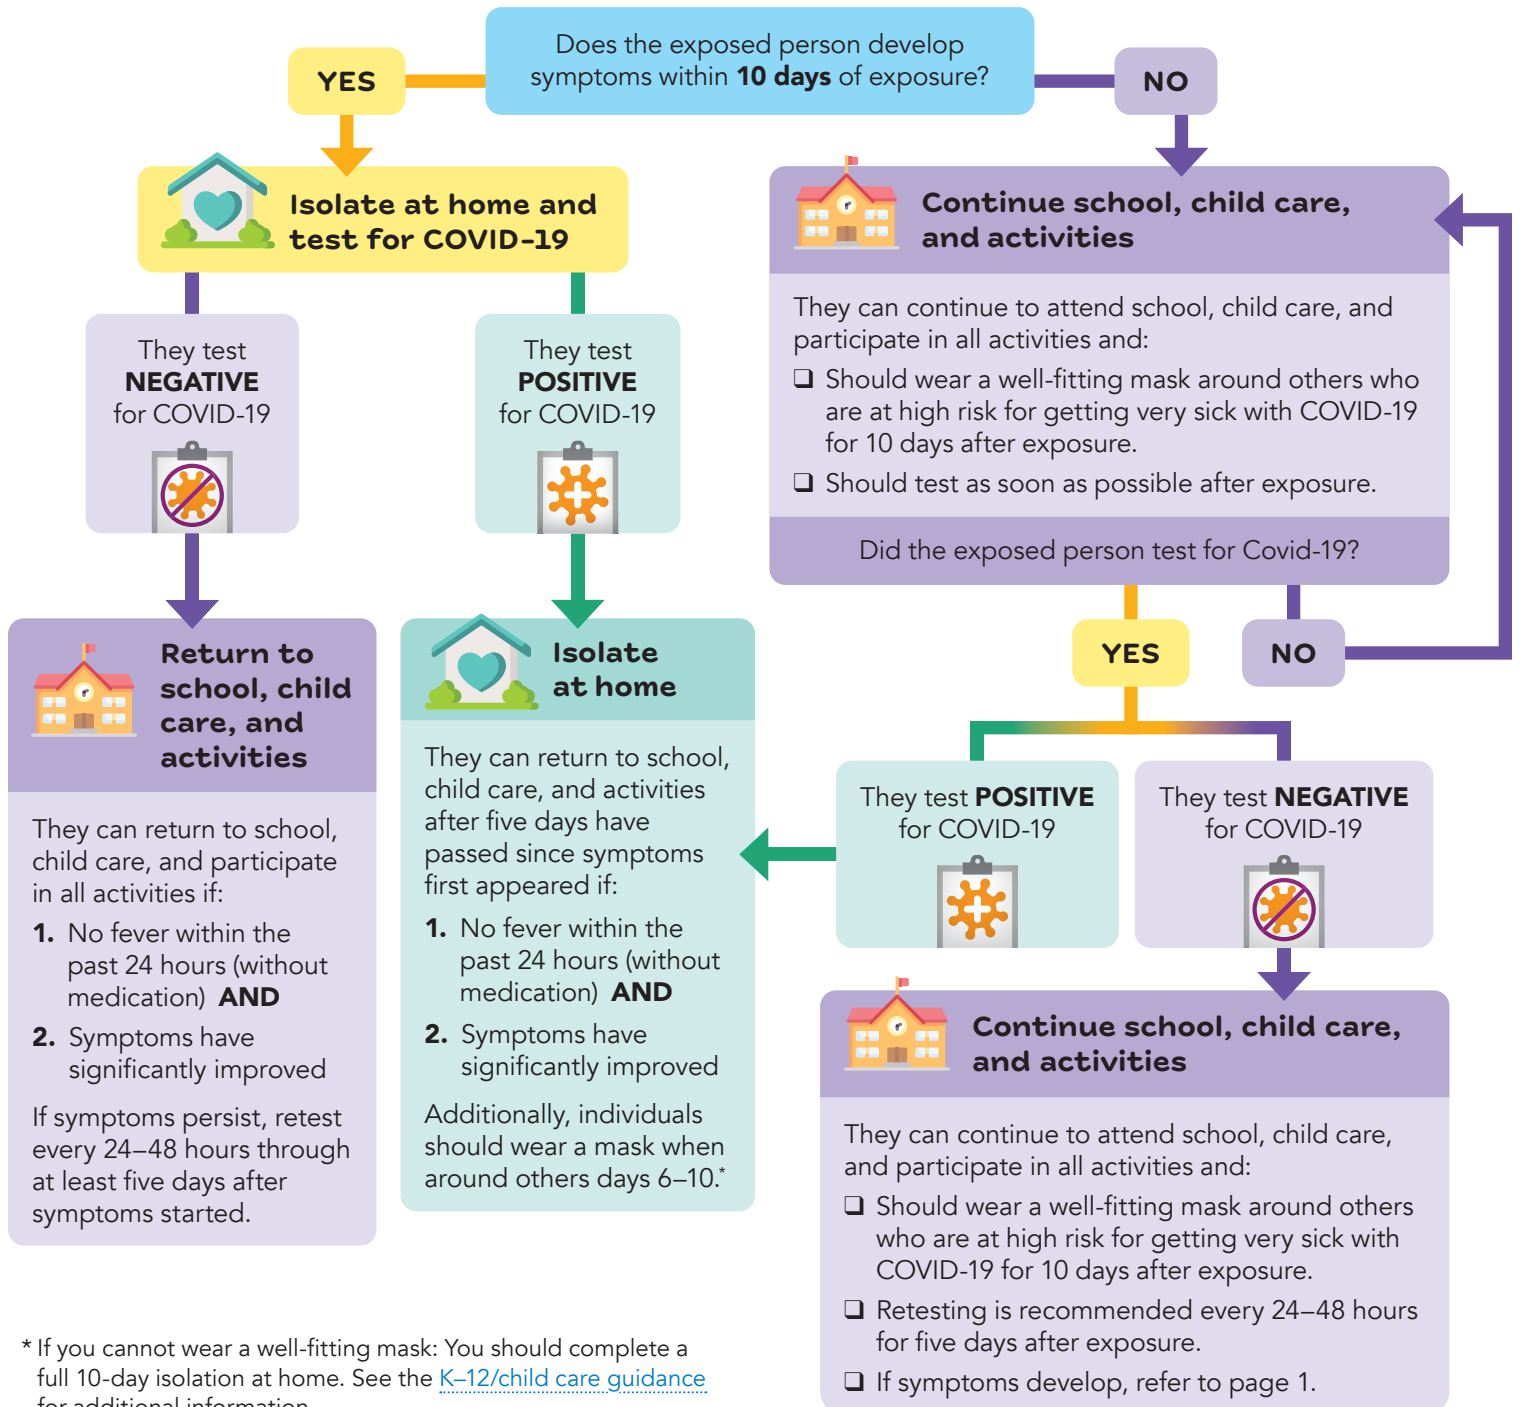 Does the exposed person develop
symptoms within 10 days of exposure?
YES
NO
Isolate at home and
test for COVID-19
They test
NEGATIVE
for COVID-19
They test
POSITIVE
for COVID-19
Return to
school, child
care, and
activities
They can return to school,
child care, and participate
in all activities if:
1. No fever within the
past 24 hours (without
medication) AND
2. Symptoms have
significantly improved
If symptoms persist, retest
every 24–48 hours through
at least five days after
symptoms started.
Isolate
at home
They can return to school,
child care, and activities
after five days have
passed since symptoms
first appeared if:
1. No fever within the
past 24 hours (without
medication) AND
2. Symptoms have
significantly improved
Additionally, individuals
should wear a mask when
around others days 6–10.*
Continue school, child care,
and activities
They can continue to attend school, child care, and
participate in all activities and:
❑ Should wear a well-fitting mask around others who
are at high risk for getting very sick with COVID-19
for 10 days after exposure.
❑ Should test as soon as possible after exposure.
Did the exposed person test for Covid-19?
YES
NO
They test POSITIVE
for COVID-19
They test NEGATIVE
for COVID-19
Continue school, child care,
and activities
They can continue to attend school, child care,
and participate in all activities and:
❑ Should wear a well-fitting mask around others
who are at high risk for getting very sick with
COVID-19 for 10 days after exposure.
❑ Retesting is recommended every 24–48 hours
for five days after exposure.
❑ If symptoms develop, refer to page 1.
* If you cannot wear a well-fitting mask: You should complete a
full 10-day isolation at home. See the K–12/child care guidance
for additional information